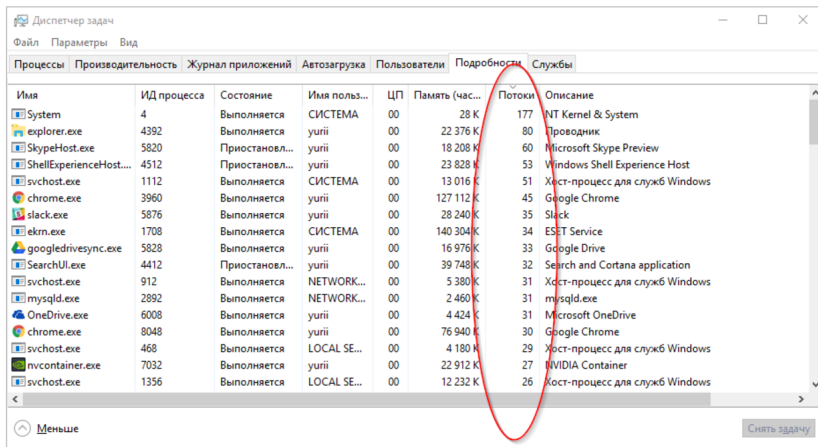 Диспетчер задач
Файл Параметры Вид
Процессы Производительность Журнал приложений Автозагрузка Пользователи Подробности Службы
Имя ИД процесса Состояние Имя польз... ЦП Память (час... Потоки Описание
System 4 Выполняется СИСТЕМА 00 28 K 177 NT Kernel & System
explorer.exe 4392 Выполняется yurii 00 22 376 K 80 Проводник
SkypeHost.exe 5820 Приостановл... yurii 00 18 208 K 60 Microsoft Skype Preview
ShellExperienceHost.... 4512 Приостановл... yurii 00 23 828 K 53 Windows Shell Experience Host
svchost.exe 1112 Выполняется СИСТЕМА 00 13 016 K 51 Хост-процесс для служб Windows
chrome.exe 3960 Выполняется yurii 00 127 112 K 45 Google Chrome
slack.exe 5876 Выполняется yurii 00 28 240 K 35 Slack
ekrn.exe 1708 Выполняется СИСТЕМА 00 140 304 K 34 ESET Service
googledrivesync.exe 5828 Выполняется yurii 00 16 976 K 33 Google Drive
SearchUI.exe 4412 Приостановл... yurii 00 39 748 K 32 Search and Cortana application
svchost.exe 912 Выполняется NETWORK... 00 5 380 K 31 Хост-процесс для служб Windows
mysqld.exe 2892 Выполняется NETWORK... 00 2 460 K 31 mysqld.exe
OneDrive.exe 6008 Выполняется yurii 00 4 424 K 31 Microsoft OneDrive
chrome.exe 8048 Выполняется yurii 00 76 940 K 30 Google Chrome
svchost.exe 468 Выполняется LOCAL SE... 00 4 180 K 29 Хост-процесс для служб Windows
nvcontainer.exe 7032 Выполняется yurii 00 22 912 K 27 NVIDIA Container
svchost.exe 1356 Выполняется LOCAL SE... 00 12 232 K 26 Хост-процесс для служб Windows
Меньше Снять задачу